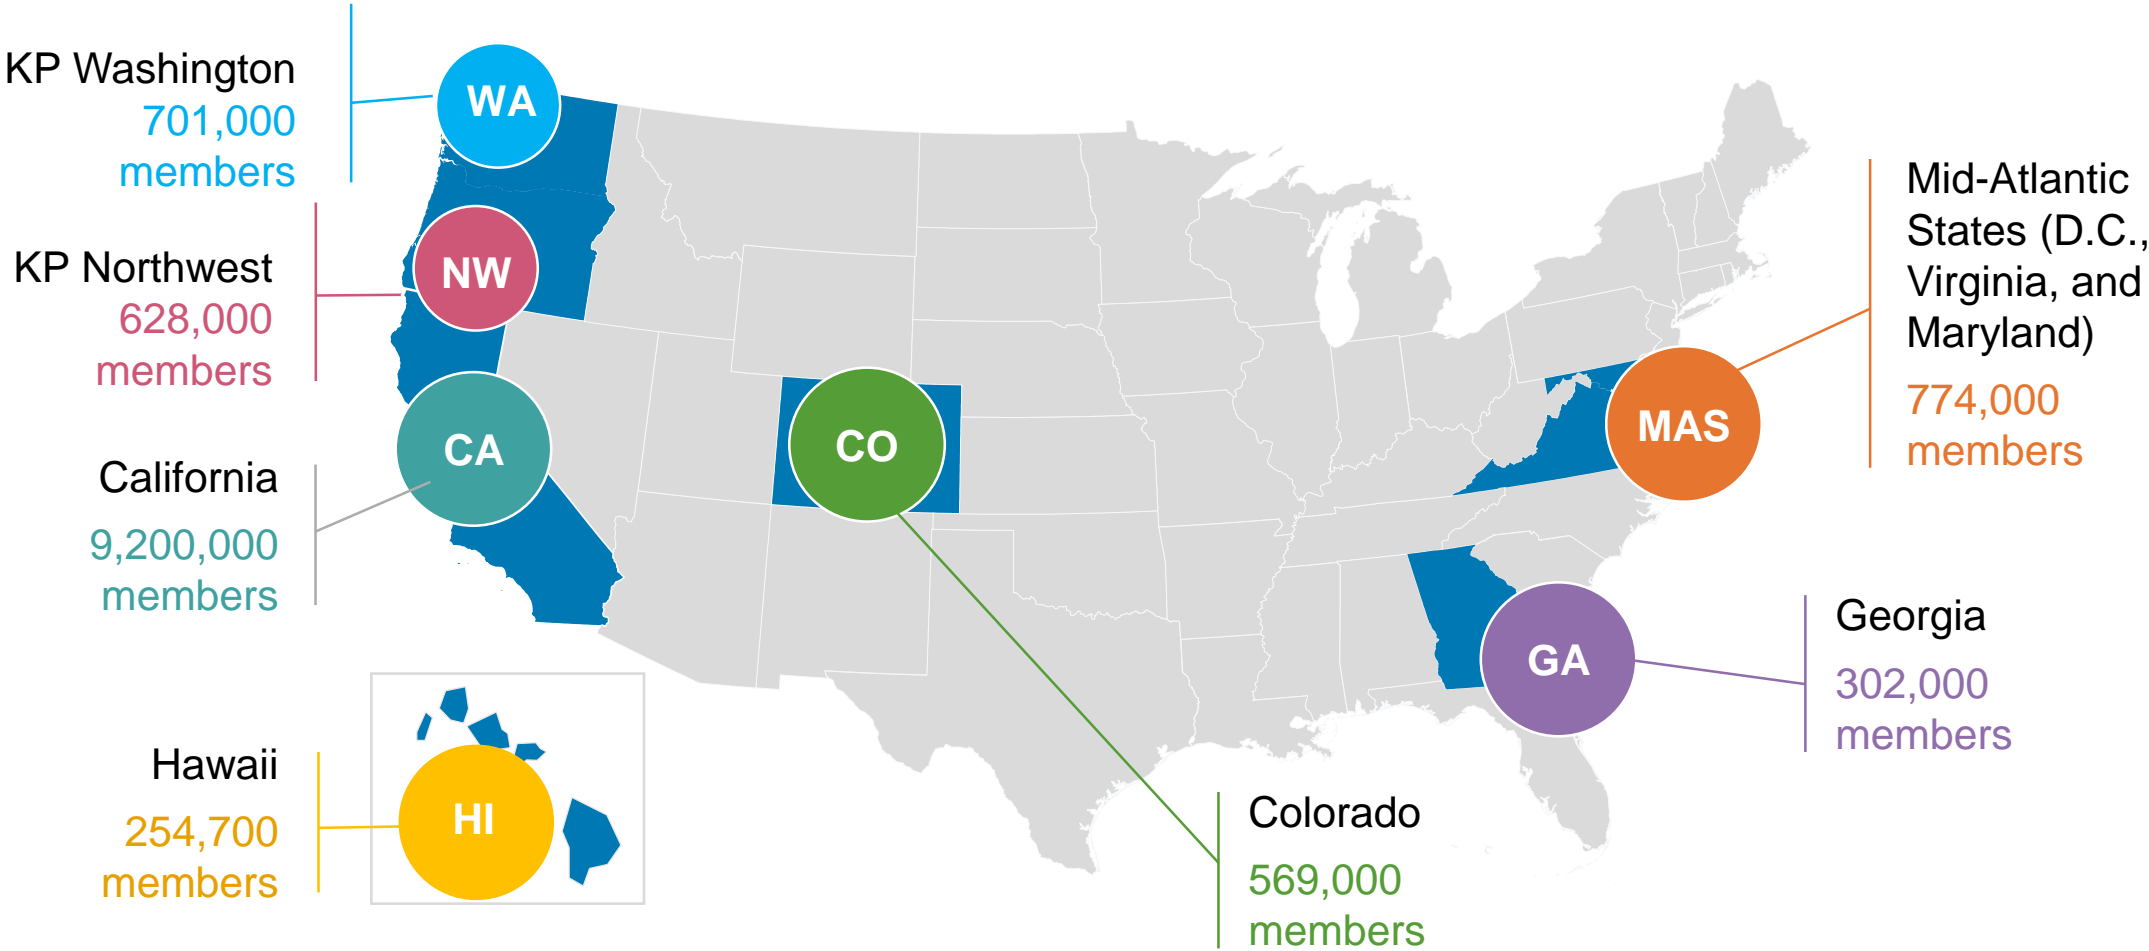 KP Washington
701,000
members
WA
KP Northwest
628,000
members
NW
California
9,200,000
members
CA
Hawaii
254,700
members
HI
CO
Colorado
569,000
members
MAS
Mid-Atlantic
States (D.C.,
Virginia, and
Maryland)
774,000
members
GA
Georgia
302,000
members